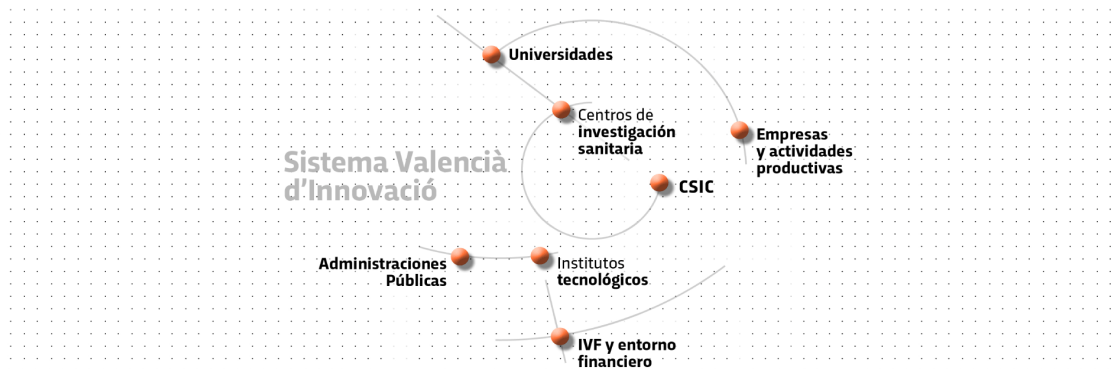 Universidades
Centros de
investigación
sanitaria
Empresas
y actividades
productivas
Sistema Valencià
d'Innovació
CSIC
Administraciones
Públicas
Institutos
tecnológicos
IVF y entorno
financiero